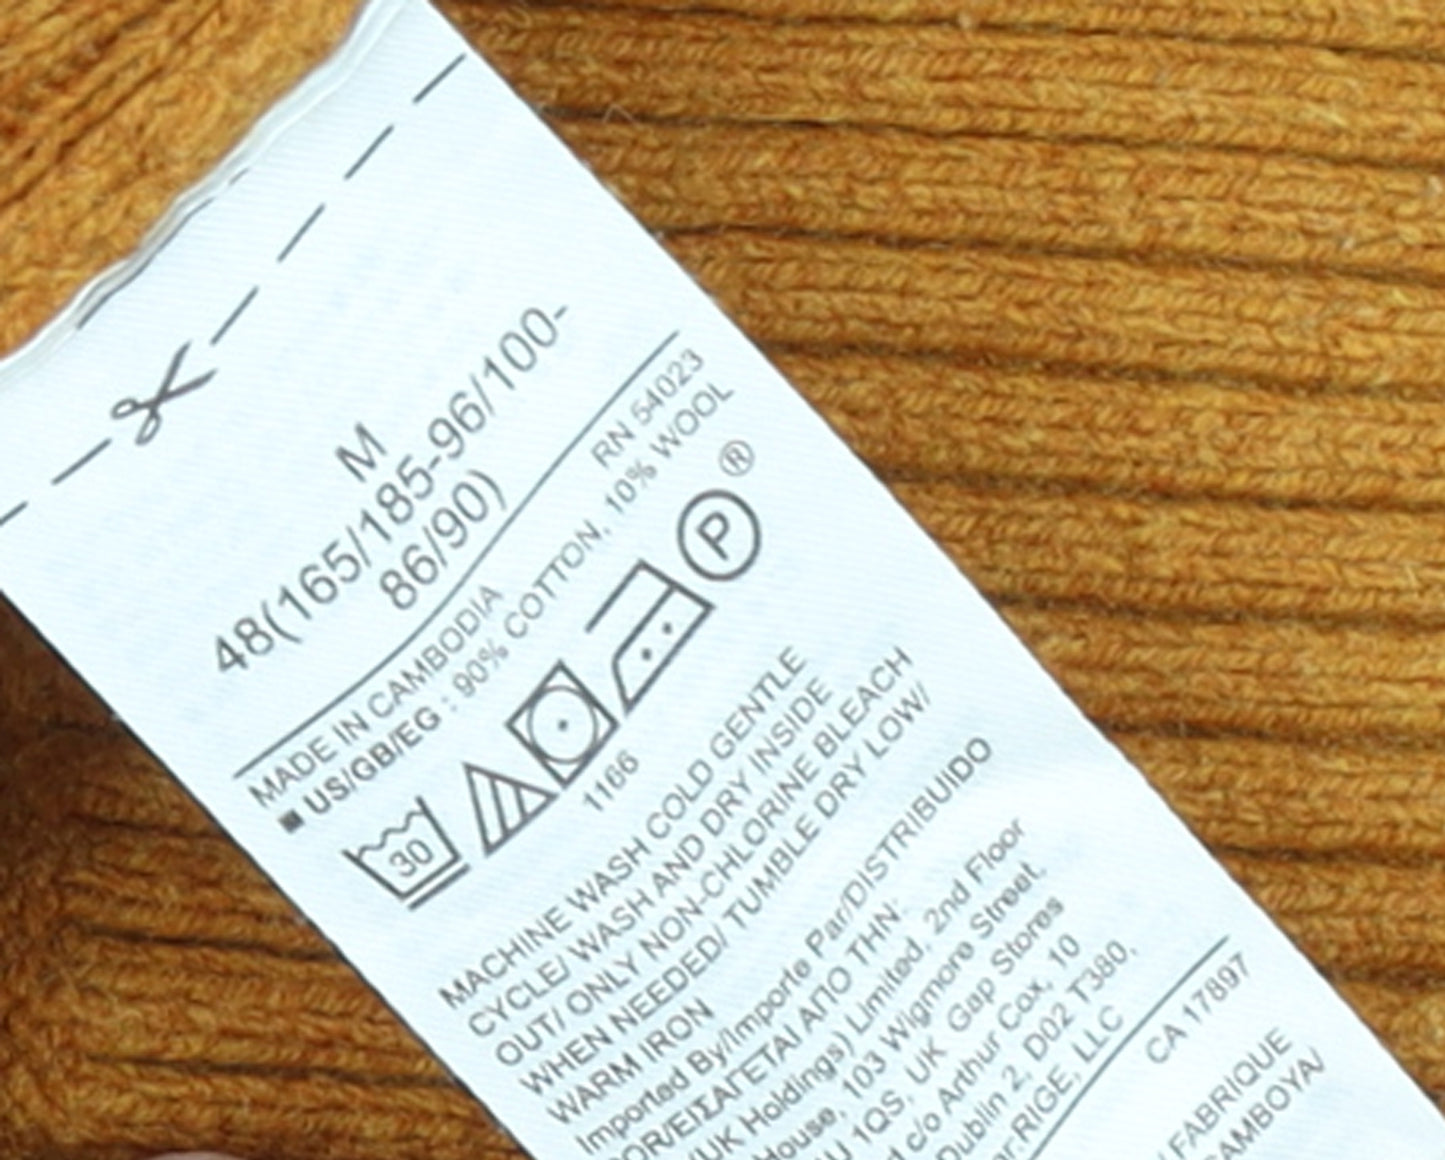 M
48(165/185-96/100-
86/90)
RN 54023
MADE IN CAMBODIA
■ US/GB/EG : 90% COTTON, 10% WOOL
30
P ®
1166
MACHINE WASH COLD GENTLE
CYCLE/ WASH AND DRY INSIDE
OUT/ ONLY NON-CHLORINE BLEACH
WHEN NEEDED/ TUMBLE DRY LOW/
WARM IRON
Imported By/Importe Par/DISTRIBUIDO
OR/ΕΙΣΑΓΕΤΑΙ ΑΠΟ ΤΗΝ:
(UK Holdings) Limited, 2nd Floor
House, 103 Wigmore Street,
1QS, UK Gap Stores
c/o Arthur Cox, 10
Dublin 2, D02 T380,
RIGE, LLC
CA 17897
FABRIQUE
AMBOYA/